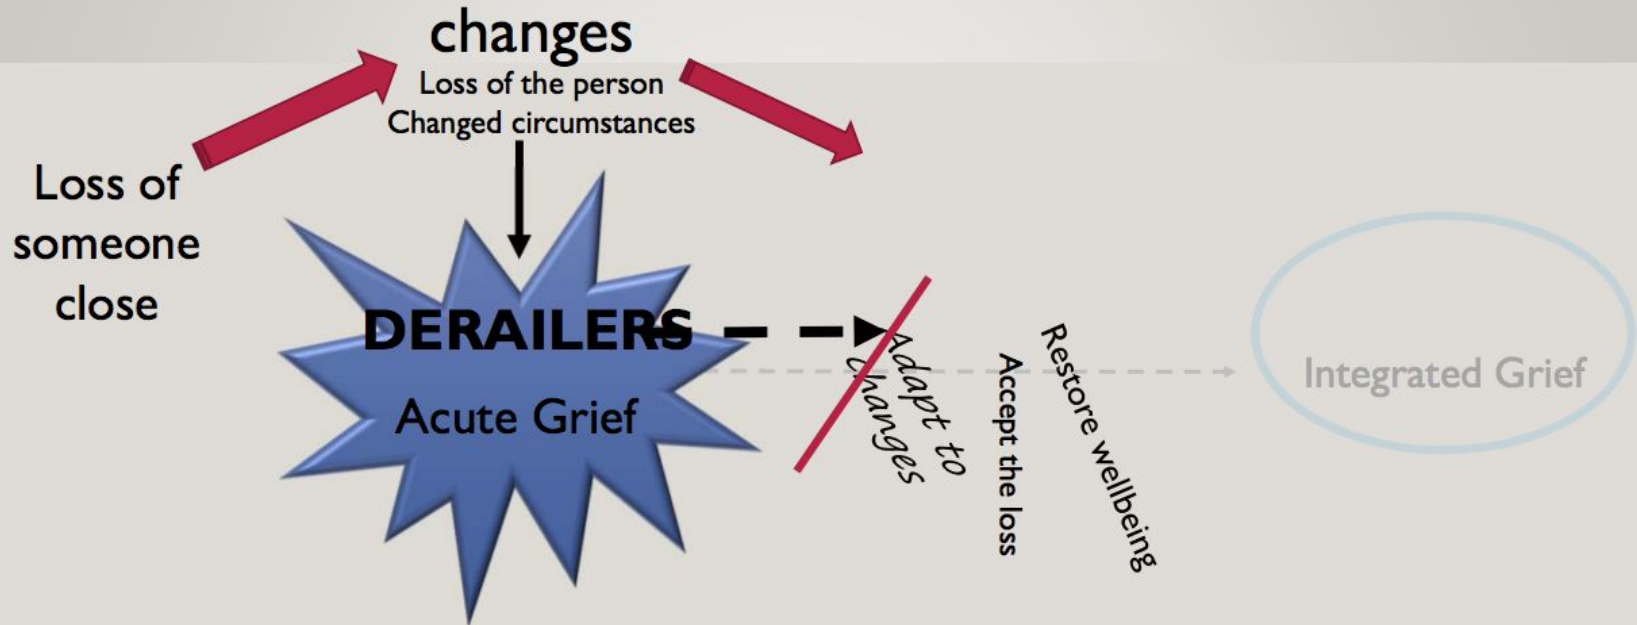 changes
Loss of the person
Changed circumstances
Loss of
someone
close
DERAILERS
Acute Grief
Adapt to
changes
Accept the loss
Restore wellbeing
Integrated Grief